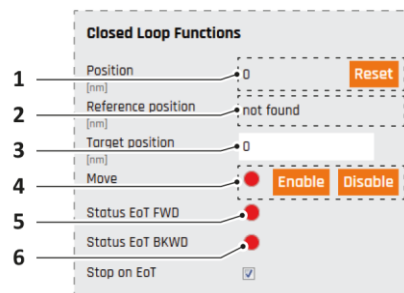 Closed Loop Functions
1 Position 0 Reset
[nm]
2 Reference position not found
[nm]
3 Target position 0
[nm]
4 Move Enable Disable
5 Status EoT FWD
6 Status EoT BKWD
Stop on EoT